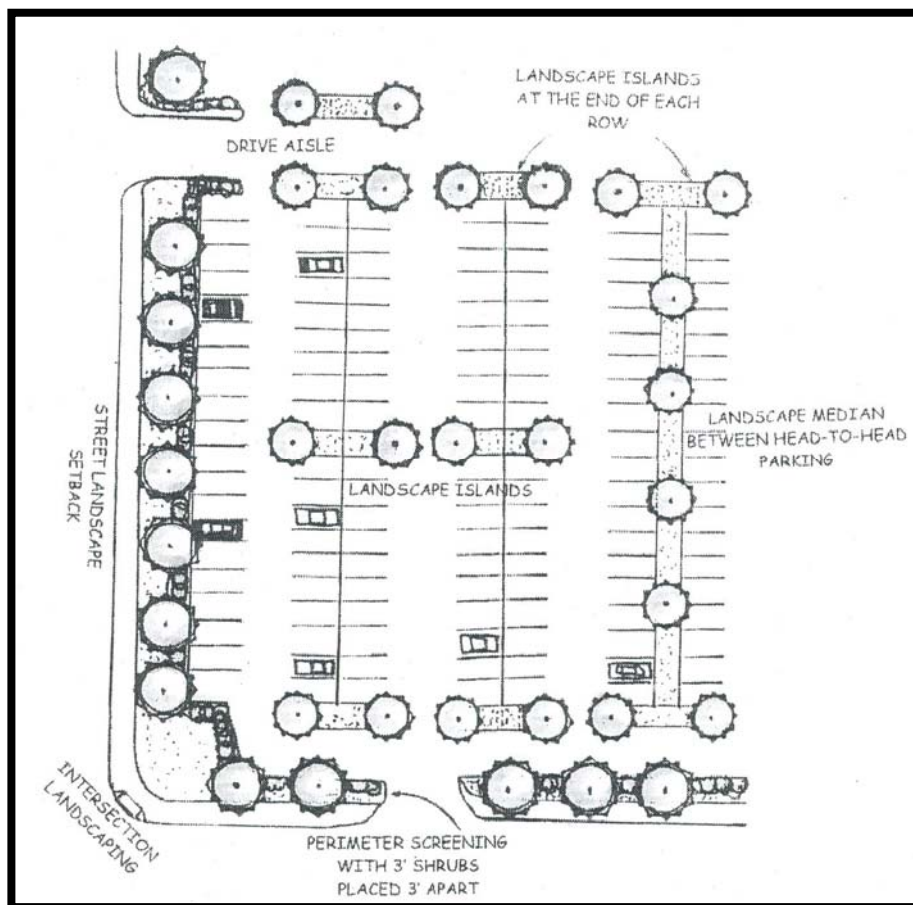 LANDSCAPE ISLANDS
AT THE END OF EACH
ROW
DRIVE AISLE
STREET LANDSCAPE
SETBACK
LANDSCAPE MEDIAN
BETWEEN HEAD-TO-HEAD
PARKING
LANDSCAPE ISLANDS
INTERSECTION
LANDSCAPING
PERIMETER SCREENING
WITH 3' SHRUBS
PLACED 3' APART